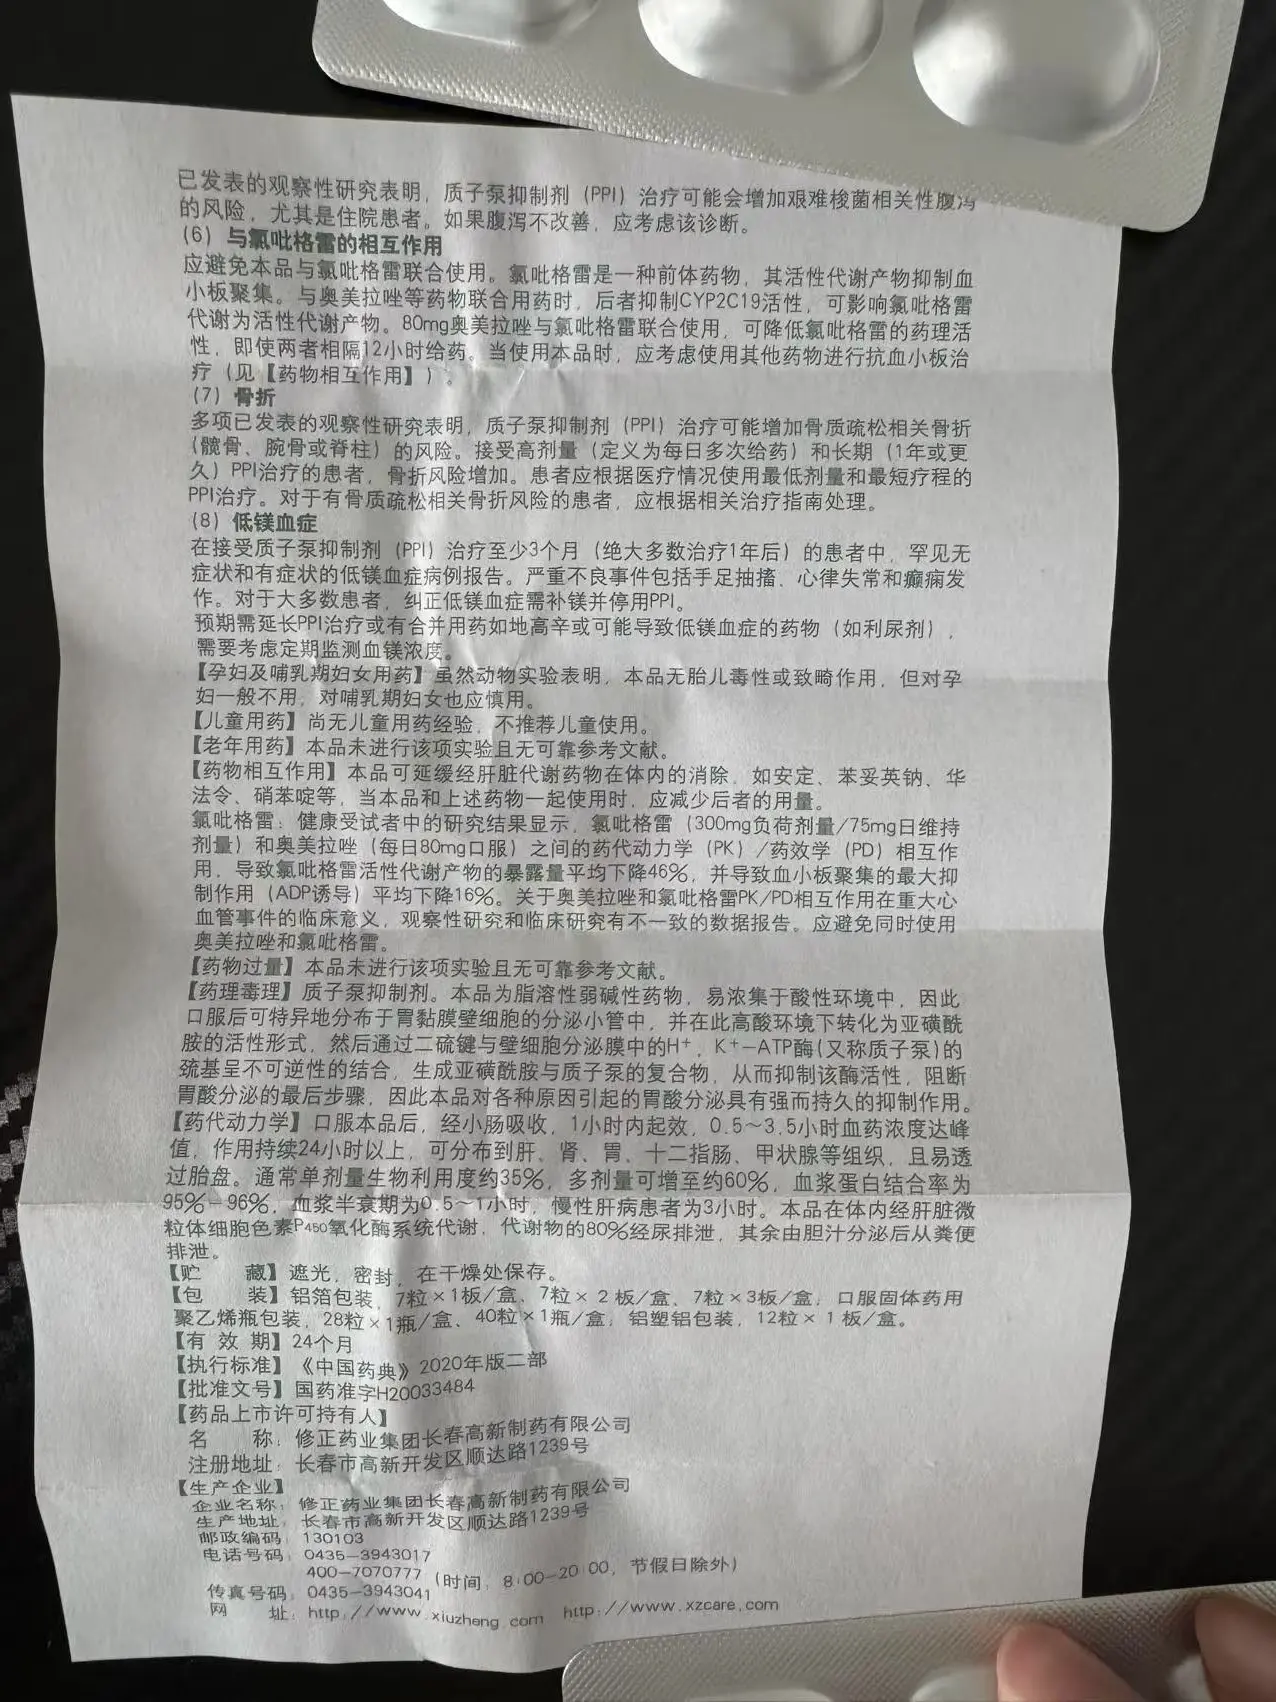 已发表的观察性研究表明，质子泵抑制剂（PPI）治疗可能会增加艰难梭菌相关性腹泻
的风险，尤其是住院患者。如果腹泻不改善，应考虑该诊断。
(6) 与氯吡格雷的相互作用
应避免本品与氯吡格雷联合使用。氯吡格雷是一种前体药物，其活性代谢产物抑制血
小板聚集。与奥美拉唑等药物联合用药时，后者抑制CYP2C19活性，可影响氯吡格雷
代谢为活性代谢产物。80mg奥美拉唑与氯吡格雷联合使用，可降低氯吡格雷的药理活
性，即使两者相隔12小时给药。当使用本品时，应考虑使用其他药物进行抗血小板治
疗（见【药物相互作用】）。
(7) 骨折
多项已发表的观察性研究表明，质子泵抑制剂（PPI）治疗可能增加骨质疏松相关骨折
（髋骨、腕骨或脊柱）的风险。接受高剂量（定义为每日多次给药）和长期（1年或更
久）PPI治疗的患者，骨折风险增加。患者应根据医疗情况使用最低剂量和最短疗程的
PPI治疗。对于有骨质疏松相关骨折风险的患者，应根据相关治疗指南处理。
(8) 低镁血症
在接受质子泵抑制剂（PPI）治疗至少3个月（绝大多数治疗1年后）的患者中，罕见无
症状和有症状的低镁血症病例报告。严重不良事件包括手足抽搐、心律失常和癫痫发
作。对于大多数患者，纠正低镁血症需补镁并停用PPI。
预期需延长PPI治疗或有合并用药如地高辛或可能导致低镁血症的药物（如利尿剂），
需要考虑定期监测血镁浓度。
【孕妇及哺乳期妇女用药】虽然动物实验表明，本品无胎儿毒性或致畸作用，但对孕
妇一般不用，对哺乳期妇女也应慎用。
【儿童用药】尚无儿童用药经验，不推荐儿童使用。
【老年用药】本品未进行该项实验且无可靠参考文献。
【药物相互作用】本品可延缓经肝脏代谢药物在体内的消除，如安定、苯妥英钠、华
法令、硝苯啶等，当本品和上述药物一起使用时，应减少后者的用量。
氯吡格雷：健康受试者中的研究结果显示，氯吡格雷（300mg负荷剂量/75mg日维持
剂量）和奥美拉唑（每日80mg口服）之间的药代动力学（PK）/药效学（PD）相互作
用，导致氯吡格雷活性代谢产物的暴露量平均下降46%，并导致血小板聚集的最大抑
制作用（ADP诱导）平均下降16%。关于奥美拉唑和氯吡格雷PK/PD相互作用在重大心
血管事件的临床意义，观察性研究和临床研究有不一致的数据报告。应避免同时使用
奥美拉唑和氯吡格雷。
【药物过量】本品未进行该项实验且无可靠参考文献。
【药理毒理】质子泵抑制剂。本品为脂溶性弱碱性药物，易浓集于酸性环境中，因此
口服后可特异地分布于胃黏膜壁细胞的分泌小管中，并在此高酸环境下转化为亚磺酰
胺的活性形式，然后通过二硫键与壁细胞分泌膜中的H+，K+-ATP酶(又称质子泵)的
巯基呈不可逆性的结合，生成亚磺酰胺与质子泵的复合物，从而抑制该酶活性，阻断
胃酸分泌的最后步骤，因此本品对各种原因引起的胃酸分泌具有强而持久的抑制作用。
【药代动力学】口服本品后，经小肠吸收，1小时内起效，0.5~3.5小时血药浓度达峰
值，作用持续24小时以上，可分布到肝、肾、胃、十二指肠、甲状腺等组织，且易透
过胎盘。通常单剂量生物利用度约35%，多剂量可增至约60%，血浆蛋白结合率为
95%-96%，血浆半衰期为0.5~1小时，慢性肝病患者为3小时。本品在体内经肝脏微
粒体细胞色素P450氧化酶系统代谢，代谢物的80%经尿排泄，其余由胆汁分泌后从粪便
排泄。
【贮 藏】遮光，密封，在干燥处保存。
【包 装】铝箔包装，7粒×1板/盒、7粒×2板/盒、7粒×3板/盒；口服固体药用
聚乙烯瓶包装，28粒×1瓶/盒、40粒×1瓶/盒；铝塑铝包装，12粒×1板/盒。
【有 效 期】24个月
【执行标准】《中国药典》2020年版二部
【批准文号】国药准字H20033484
【药品上市许可持有人】
名 称：修正药业集团长春高新制药有限公司
注册地址：长春市高新开发区顺达路1239号
【生产企业】
企业名称：修正药业集团长春高新制药有限公司
生产地址：长春市高新开发区顺达路1239号
邮政编码：130103
电话号码：0435-3943017
400-7070777（时间：8:00-20:00，节假日除外）
传真号码：0435-3943041
网 址：http://www.xiuzheng.com http://www.xzcare.com